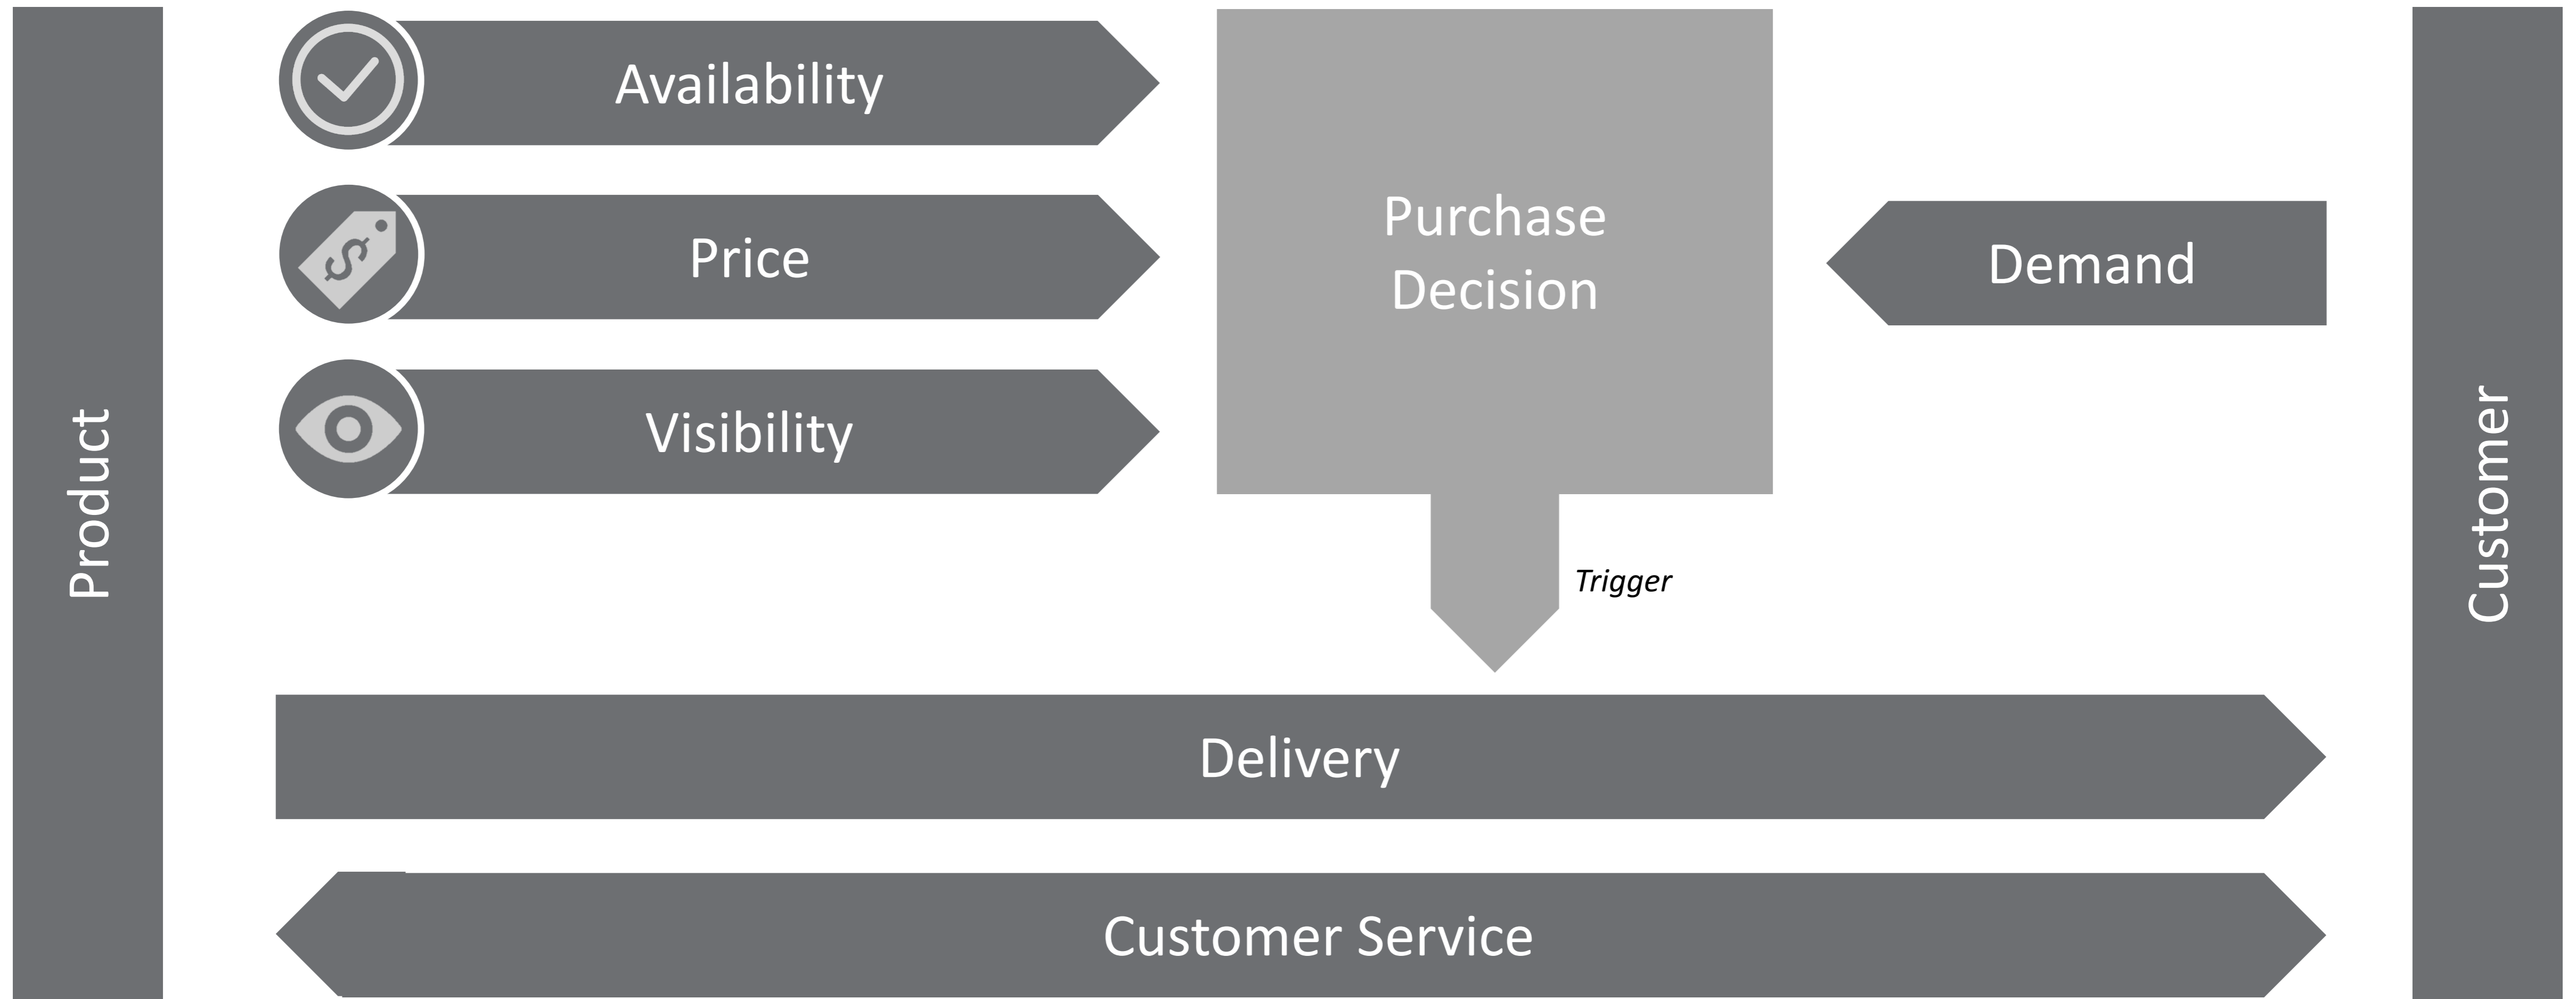 Product
Availability
Price
Visibility
Purchase
Decision
Demand
Customer
Trigger
Delivery
Customer Service